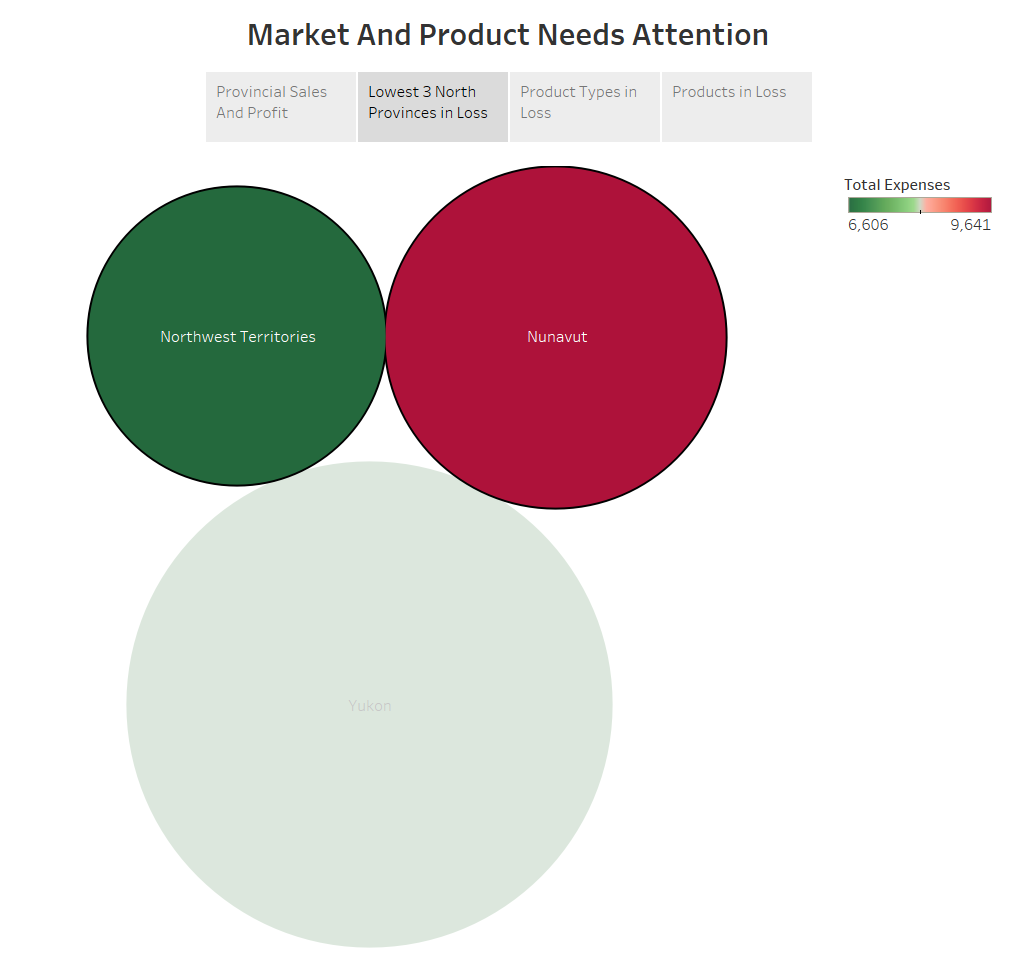 Market And Product Needs Attention
Provincial Sales
And Profit
Lowest 3 North
Provinces in Loss
Product Types in
Loss
Products in Loss
Total Expenses
6,606
9,641
Northwest Territories
Nunavut
Yukon